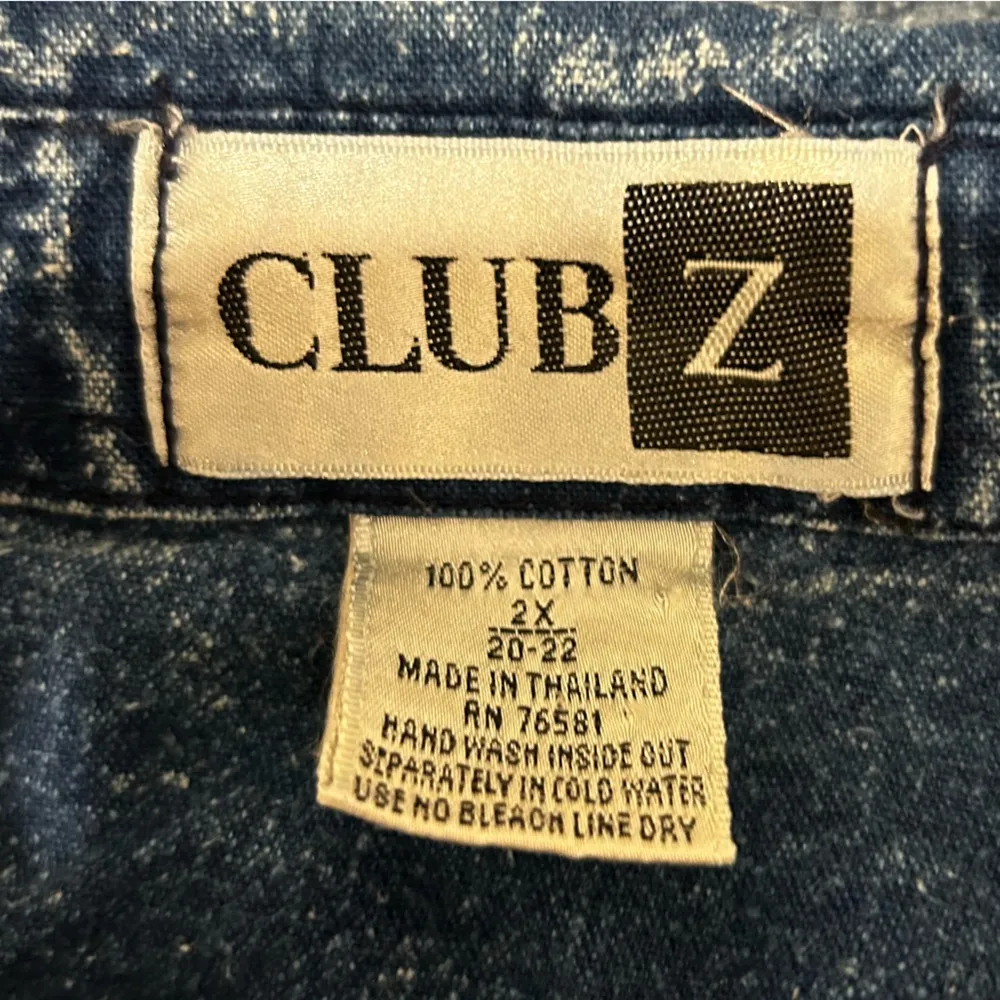 CLUB Z
100% COTTON
2X
20-22
MADE IN THAILAND
RN 76581
HAND WASH INSIDE OUT
SEPARATELY IN COLD WATER
USE NO BLEACH LINE DRY